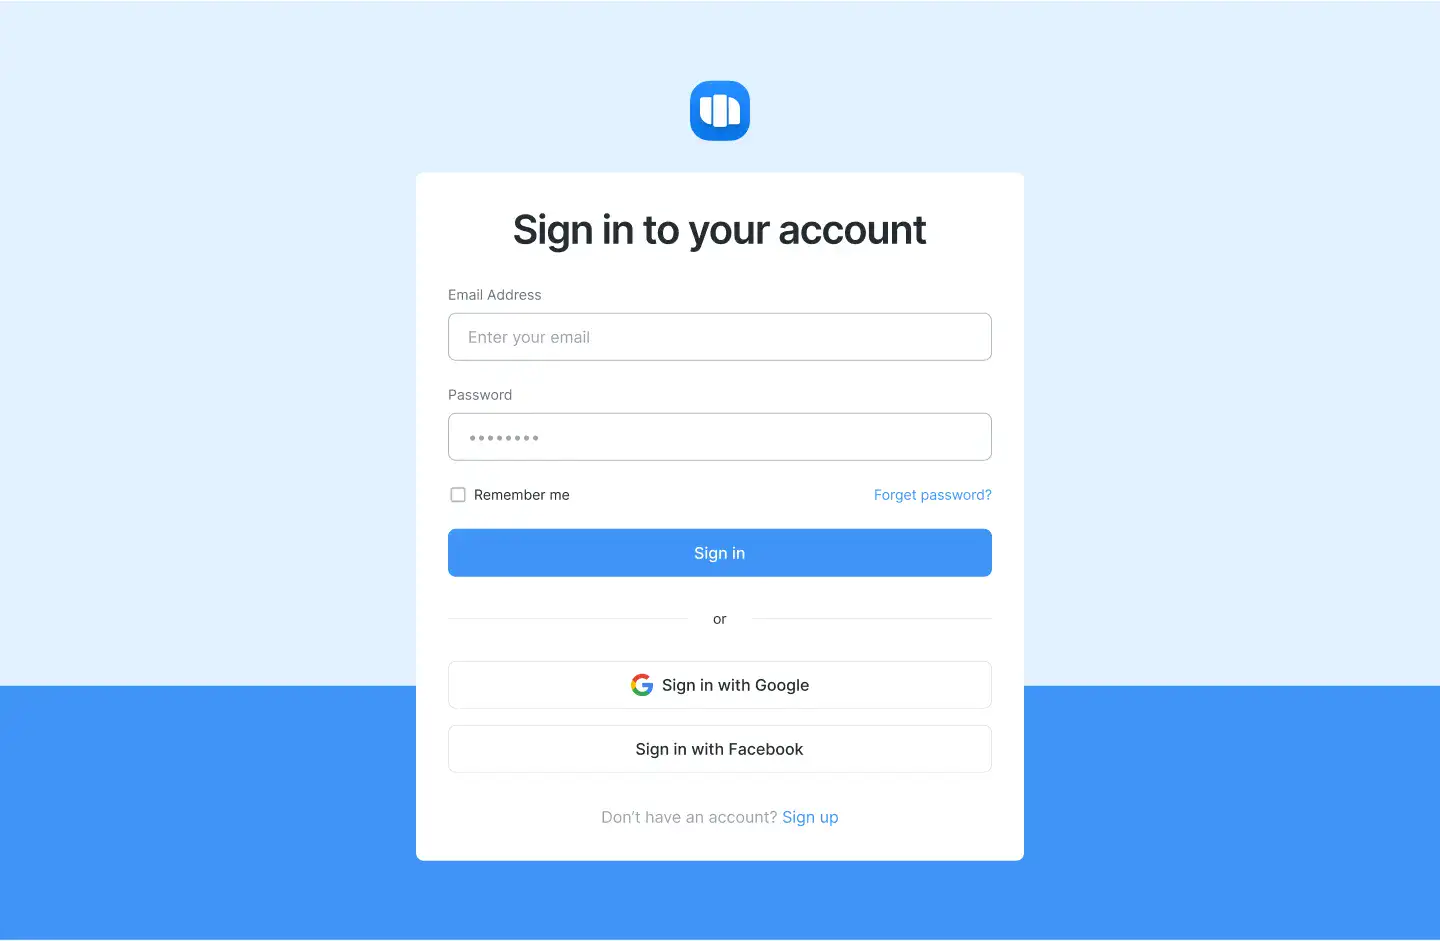 Sign in to your account
Email Address
Enter your email
Password
••••••••
Remember me Forget password?
Sign in
or
Sign in with Google
Sign in with Facebook
Don’t have an account? Sign up